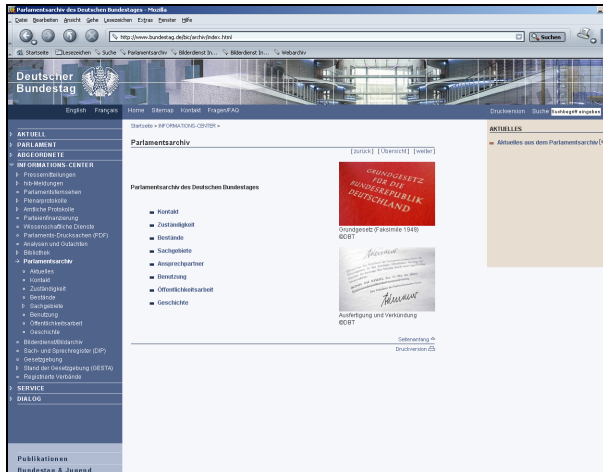 Parlamentsarchiv des Deutschen Bundestages - Mozilla
Datei Bearbeiten Ansicht Gehe Lesezeichen Extras Fenster Hilfe
http://www.bundestag.de/bic/archiv/index.html
Suchen
Startseite Lesezeichen Suche Parlamentsarchiv Bilderdienst In... Bilderdienst In... Webarchiv
Deutscher
Bundestag
English Français Home Sitemap Kontakt Fragen/FAQ Druckversion Suche Suchbegriff eingeben
Startseite > INFORMATIONS-CENTER >
Parlamentsarchiv
[zurück] [Übersicht] [weiter]
AKTUELL
PARLAMENT
ABGEORDNETE
INFORMATIONS-CENTER
Pressemitteilungen
hib-Meldungen
Parlamentsfernsehen
Plenarprotokolle
Amtliche Protokolle
Parteienfinanzierung
Wissenschaftliche Dienste
Parlaments-Drucksachen (PDF)
Analysen und Gutachten
Bibliothek
Parlamentsarchiv
Aktuelles
Kontakt
Zuständigkeit
Bestände
Sachgebiete
Benutzung
Öffentlichkeitsarbeit
Geschichte
Bilderdienst/Bildarchiv
Sach- und Sprechregister (DIP)
Gesetzgebung
Stand der Gesetzgebung (GESTA)
Registrierte Verbände
SERVICE
DIALOG
Publikationen
Bundestag & Jugend
Parlamentsarchiv des Deutschen Bundestages
Kontakt
Zuständigkeit
Bestände
Sachgebiete
Ansprechpartner
Benutzung
Öffentlichkeitsarbeit
Geschichte
GRUNDGESETZ
FÜR DIE
BUNDESREPUBLIK
DEUTSCHLAND
Grundgesetz (Faksimile 1949)
©DBT
Ausfertigung und Verkündung
©DBT
Seitenanfang
Druckversion
AKTUELLES
Aktuelles aus dem Parlamentsarchiv